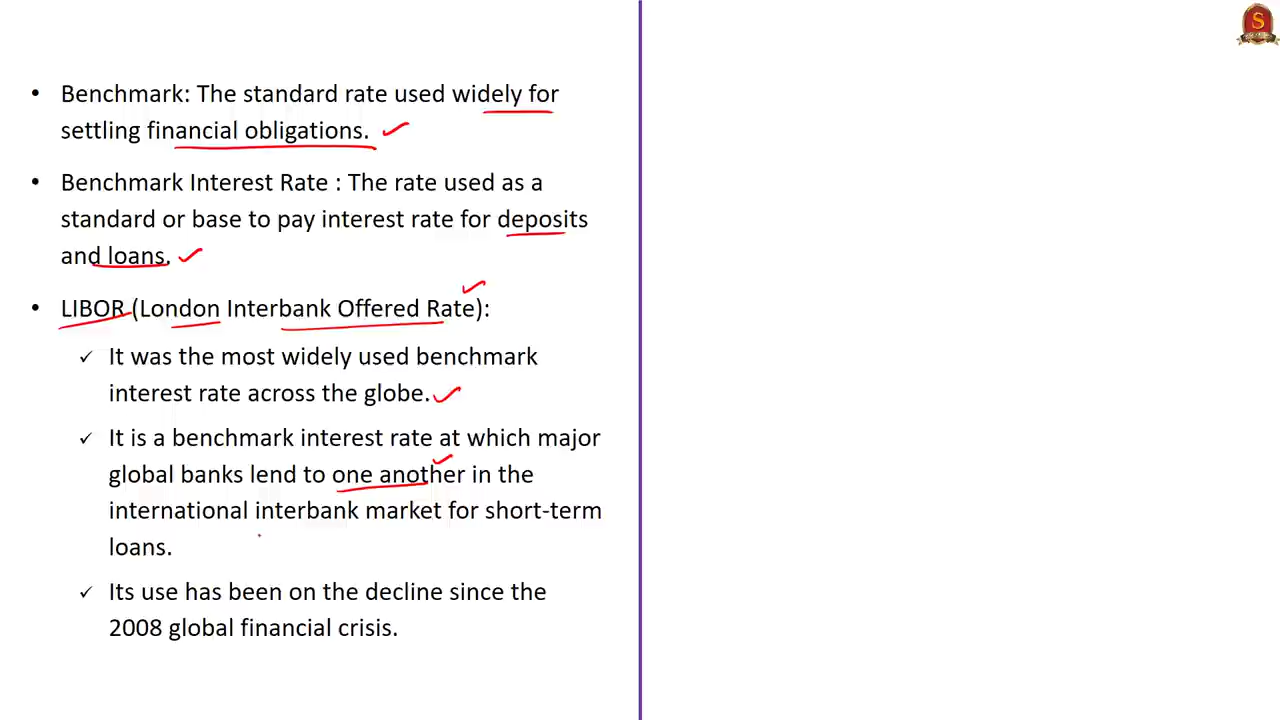 • Benchmark: The standard rate used widely for
settling financial obligations.
• Benchmark Interest Rate : The rate used as a
standard or base to pay interest rate for deposits
and loans.
• LIBOR (London Interbank Offered Rate):
✓ It was the most widely used benchmark
interest rate across the globe.
✓ It is a benchmark interest rate at which major
global banks lend to one another in the
international interbank market for short-term
loans.
✓ Its use has been on the decline since the
2008 global financial crisis.
S